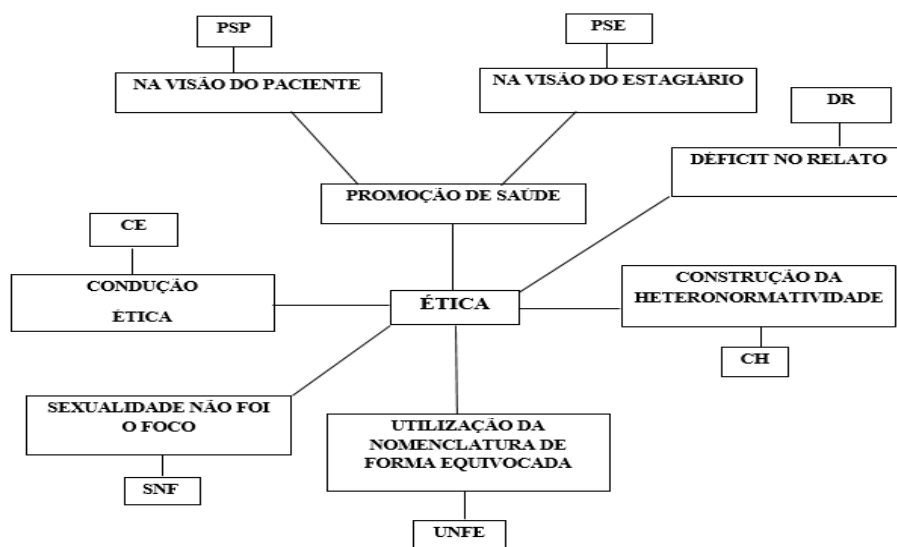 PSP
PSE
NA VISÃO DO PACIENTE
NA VISÃO DO ESTAGIÁRIO
DR
DÉFICIT NO RELATO
PROMOÇÃO DE SAÚDE
CE
CONDUÇÃO
ÉTICA
ÉTICA
CONSTRUÇÃO DA
HETERONORMATIVIDADE
CH
SEXUALIDADE NÃO FOI
O FOCO
SNF
UTILIZAÇÃO DA
NOMENCLATURA DE
FORMA EQUIVOCADA
UNFE